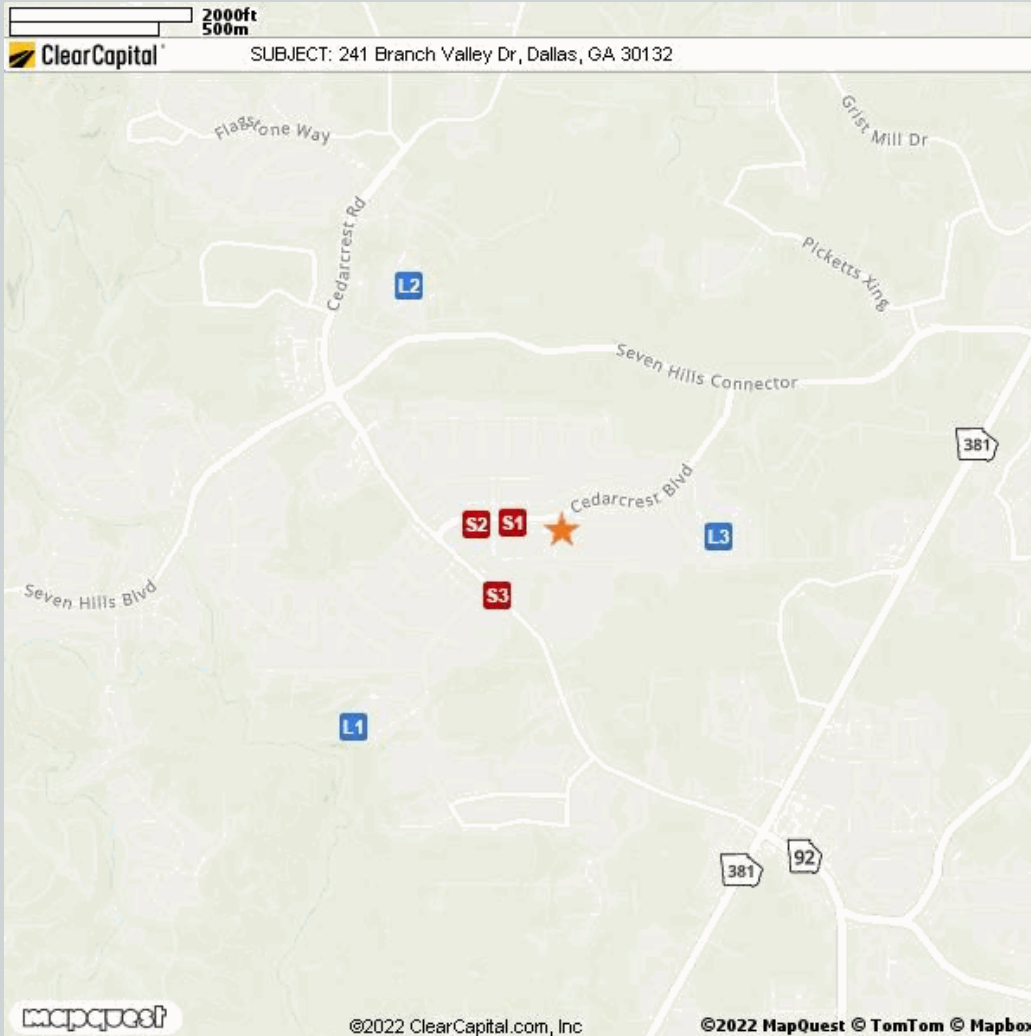 2000ft
500m
ClearCapital
SUBJECT: 241 Branch Valley Dr, Dallas, GA 30132
Flagstone Way
Grist Mill Dr
Cedarcrest Rd
Picketts Xing
L2
Seven Hills Connector
381
Cedarcrest Blvd
S2
S1
L3
Seven Hills Blvd
S3
L1
381
92
mapquest
©2022 ClearCapital.com, Inc
©2022 MapQuest © TomTom © Mapbox